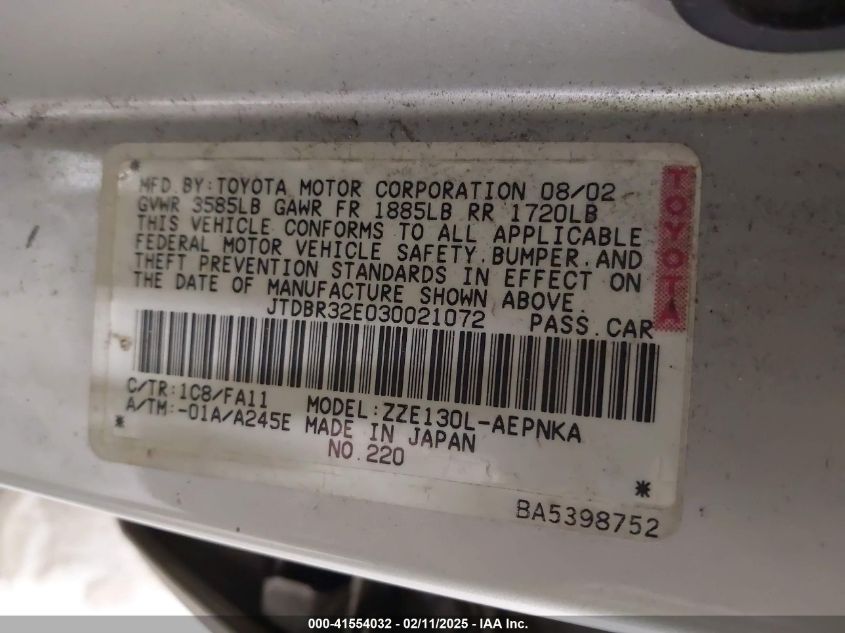 MFD.BY:TOYOTA MOTOR CORPORATION 08/02
GVWR 3585LB GAWR FR 1885LB RR 1720LB
THIS VEHICLE CONFORMS TO ALL APPLICABLE
FEDERAL MOTOR VEHICLE SAFETY,BUMPER,AND
THEFT PREVENTION STANDARDS IN EFFECT ON
THE DATE OF MANUFACTURE SHOWN ABOVE.
JTDBR32E030021072 PASS.CAR
TOYOTA
C/TR:1C8/FA11 MODEL:ZZE130L-AEPNKA
A/TM:-01A/A245E MADE IN JAPAN
NO.220
BA5398752
000-41554032 - 02/11/2025 - IAA Inc.